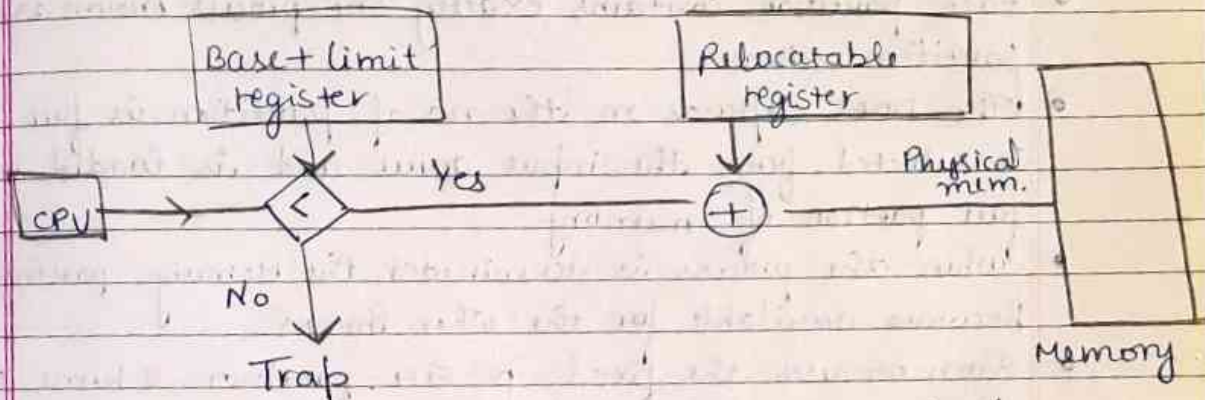 Base + limit
register
Relocatable
register
CPU
<
Yes
+
Physical
mem.
No
Trap
Memory